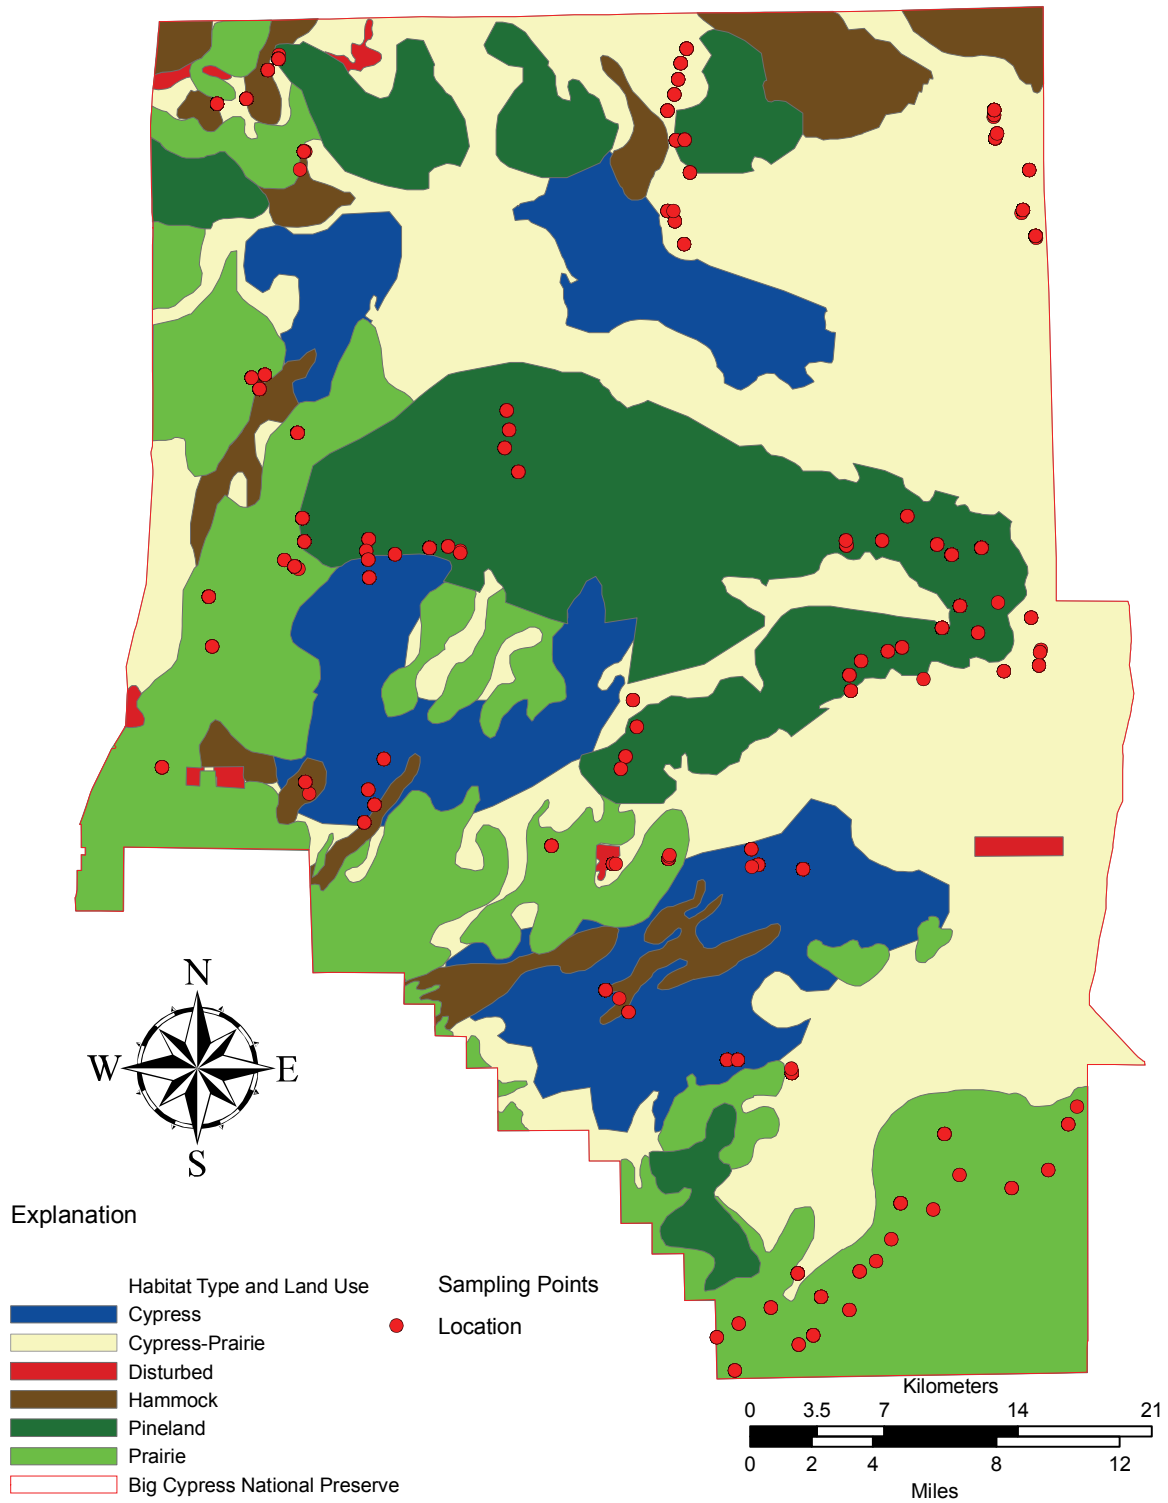 N
W E
S
Explanation
Habitat Type and Land Use
Cypress
Cypress-Prairie
Disturbed
Hammock
Pineland
Prairie
Big Cypress National Preserve
Sampling Points
Location
Kilometers
0 3.5 7 14 21
0 2 4 8 12
Miles